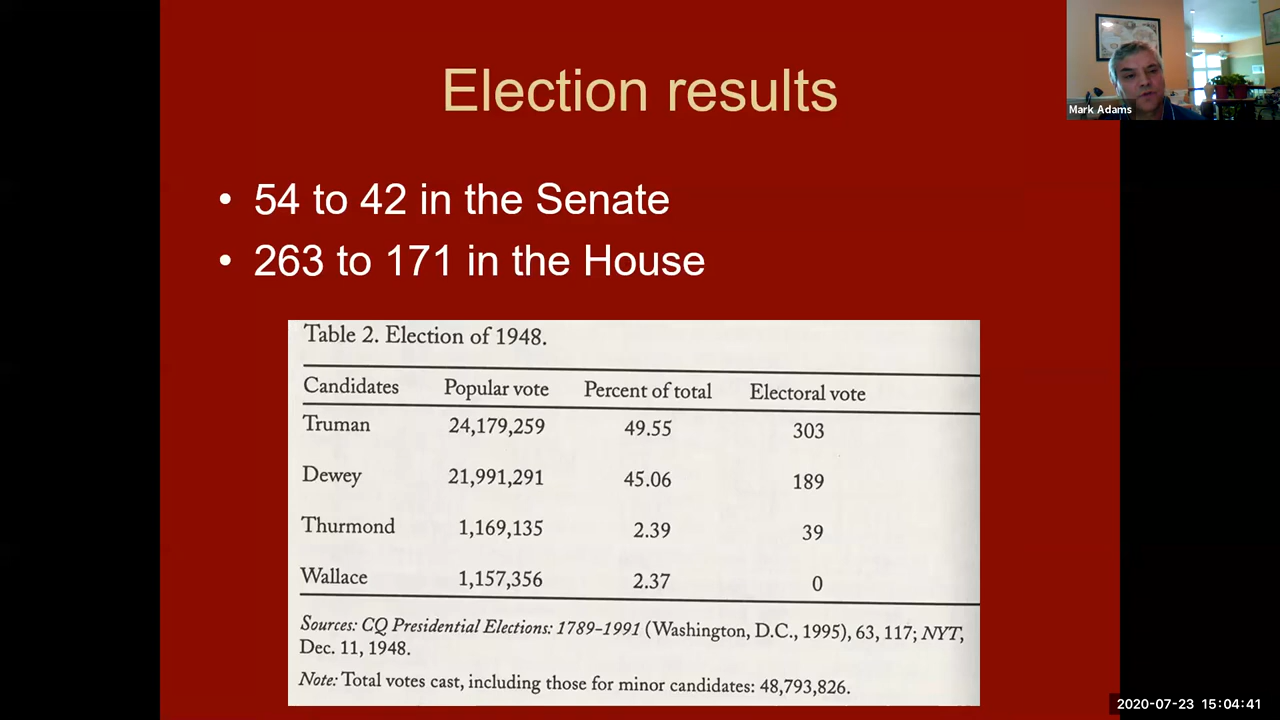 Election results
Mark Adams
• 54 to 42 in the Senate
• 263 to 171 in the House
Table 2. Election of 1948.
Candidates Popular vote Percent of total Electoral vote
Truman 24,179,259 49.55 303
Dewey 21,991,291 45.06 189
Thurmond 1,169,135 2.39 39
Wallace 1,157,356 2.37 0
Sources: CQ Presidential Elections: 1789–1991 (Washington, D.C., 1995), 63, 117; NYT,
Dec. 11, 1948.
Note: Total votes cast, including those for minor candidates: 48,793,826.
2020-07-23 15:04:41